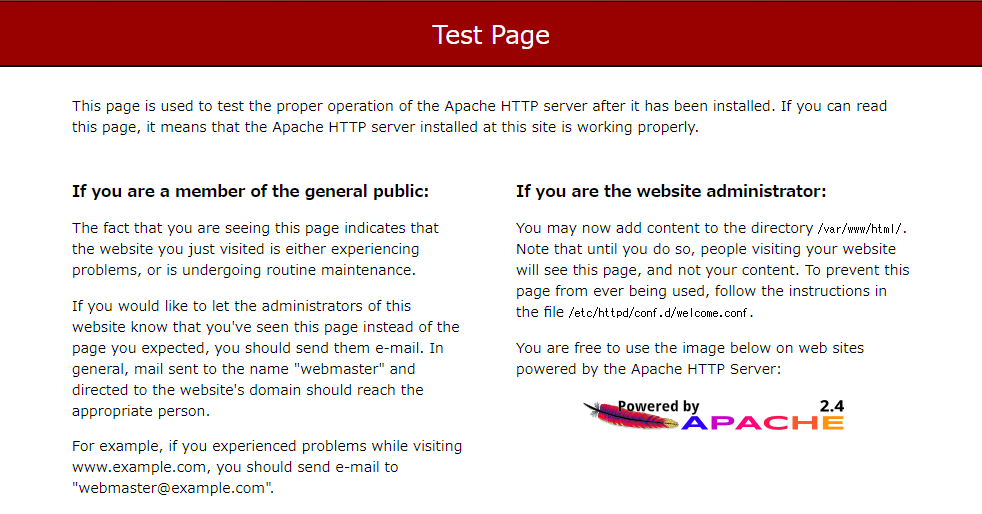 Test Page
This page is used to test the proper operation of the Apache HTTP server after it has been installed. If you can read
this page, it means that the Apache HTTP server installed at this site is working properly.
If you are a member of the general public:
The fact that you are seeing this page indicates that
the website you just visited is either experiencing
problems, or is undergoing routine maintenance.
If you would like to let the administrators of this
website know that you've seen this page instead of the
page you expected, you should send them e-mail. In
general, mail sent to the name "webmaster" and
directed to the website's domain should reach the
appropriate person.
For example, if you experienced problems while visiting
www.example.com, you should send e-mail to
"webmaster@example.com".
If you are the website administrator:
You may now add content to the directory /var/www/html/.
Note that until you do so, people visiting your website
will see this page, and not your content. To prevent this
page from ever being used, follow the instructions in
the file /etc/httpd/conf.d/welcome.conf.
You are free to use the image below on web sites
powered by the Apache HTTP Server:
Powered by 2.4
APACHE